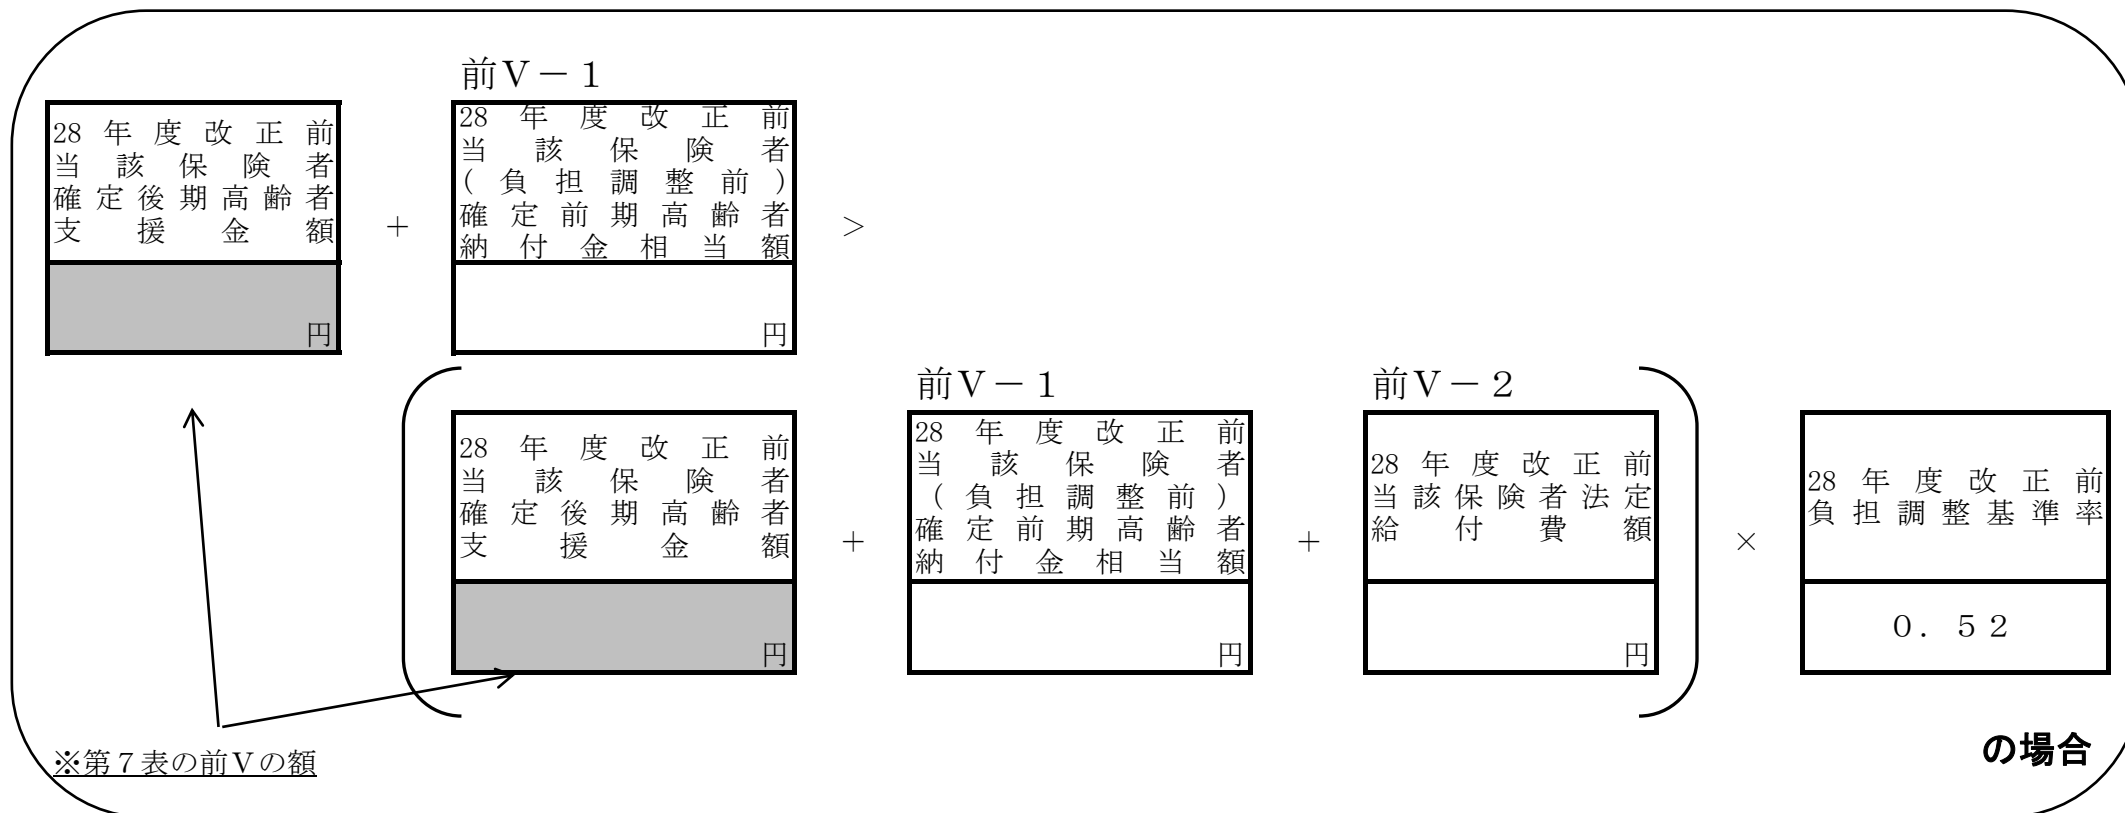 前Ⅴ－１
28年度改正前
当該保険者
確定後期高齢者
支援金額
円
＋
28年度改正前
当該保険者
(負担調整前)
確定前期高齢者
納付金相当額
円
＞
前Ⅴ－１
前Ⅴ－２
28年度改正前
当該保険者
確定後期高齢者
支援金額
円
＋
28年度改正前
当該保険者
(負担調整前)
確定前期高齢者
納付金相当額
円
＋
28年度改正前
当該保険者法定
給付費額
円
×
28年度改正前
負担調整基準率
０．５２
の場合
※第７表の前Ⅴの額